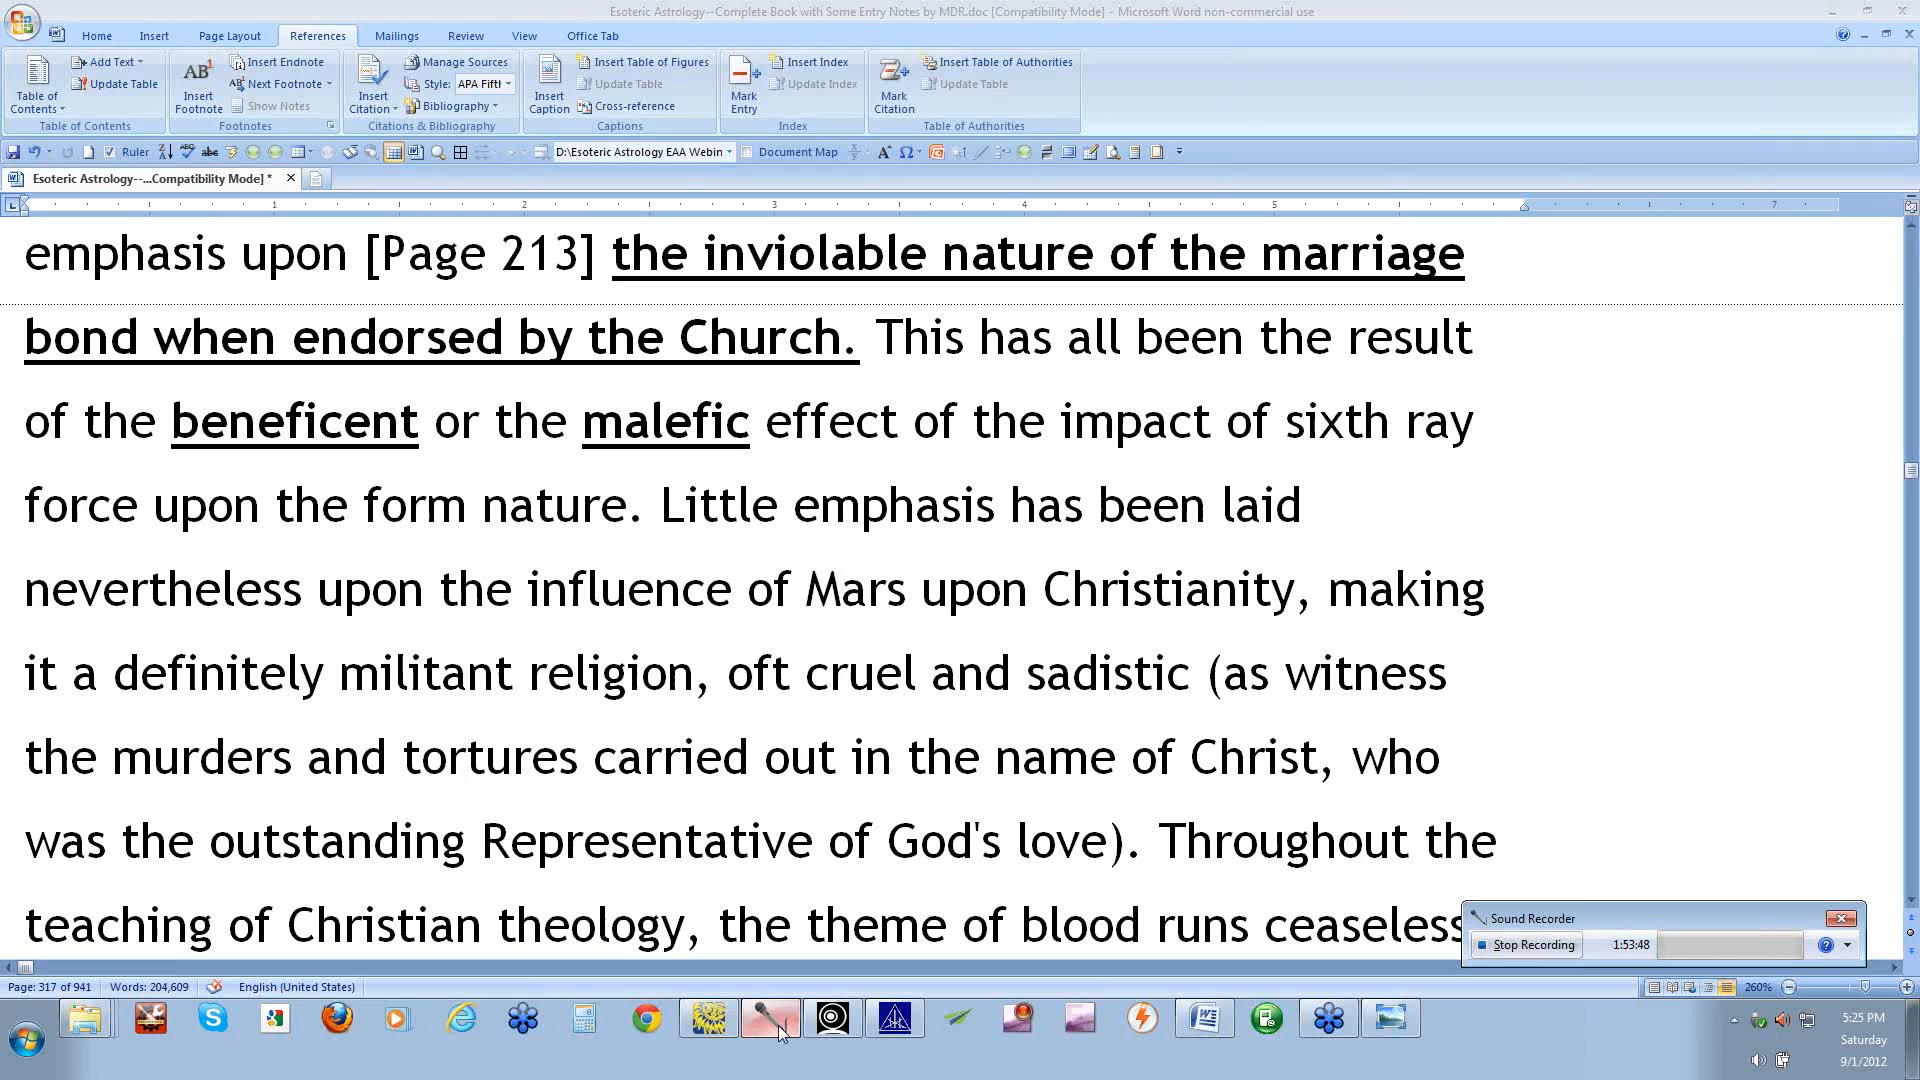 Esoteric Astrology--Complete Book with Some Entry Notes by MDR.doc [Compatibility Mode] - Microsoft Word non-commercial use
Home Insert Page Layout References Mailings Review View Office Tab
Table of Contents Add Text Update Table
AB¹ Insert Footnote Insert Endnote Next Footnote Show Notes
Insert Citation Manage Sources Style: APA Fifth Bibliography
Insert Caption Insert Table of Figures Update Table Cross-reference
Mark Entry Insert Index Update Index
Mark Citation Insert Table of Authorities Update Table
Table of Contents Footnotes Citations & Bibliography Captions Index Table of Authorities
Ruler D:\Esoteric Astrology EAA Webin Document Map
Esoteric Astrology--...Compatibility Mode] *
1 2 3 4 5 7
emphasis upon [Page 213] the inviolable nature of the marriage
bond when endorsed by the Church. This has all been the result
of the beneficent or the malefic effect of the impact of sixth ray
force upon the form nature. Little emphasis has been laid
nevertheless upon the influence of Mars upon Christianity, making
it a definitely militant religion, oft cruel and sadistic (as witness
the murders and tortures carried out in the name of Christ, who
was the outstanding Representative of God's love). Throughout the
teaching of Christian theology, the theme of blood runs ceaseless
Sound Recorder
Stop Recording 1:53:48
Page: 317 of 941 Words: 204,609 English (United States) 260%
5:25 PM
Saturday
9/1/2012